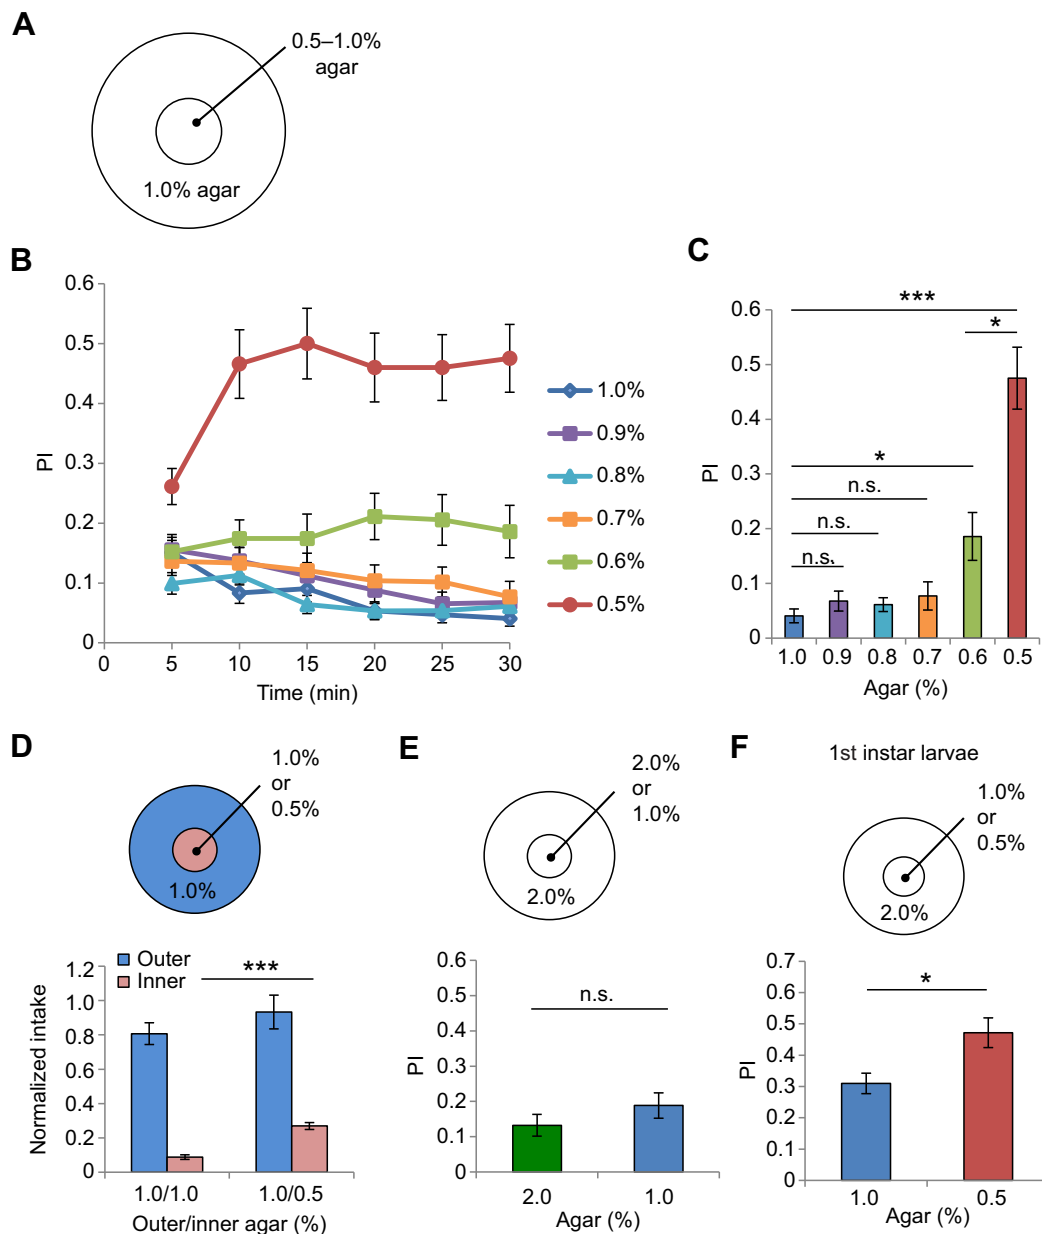 A
0.5–1.0%
agar
1.0% agar
B
PI
0.6
0.5
0.4
0.3
0.2
0.1
0
0 5 10 15 20 25 30
Time (min)
1.0%
0.9%
0.8%
0.7%
0.6%
0.5%
C
PI
0.6
0.5
0.4
0.3
0.2
0.1
0
***
*
*
n.s.
n.s.
n.s.
1.0 0.9 0.8 0.7 0.6 0.5
Agar (%)
D
1.0%
or
0.5%
1.0%
Outer
Inner
***
Normalized intake
1.2
1.0
0.8
0.6
0.4
0.2
0
1.0/1.0 1.0/0.5
Outer/inner agar (%)
E
2.0%
or
1.0%
2.0%
PI
0.6
0.5
0.4
0.3
0.2
0.1
0
n.s.
2.0 1.0
Agar (%)
F
1st instar larvae
1.0%
or
0.5%
2.0%
PI
0.7
0.6
0.5
0.4
0.3
0.2
0.1
0
*
1.0 0.5
Agar (%)